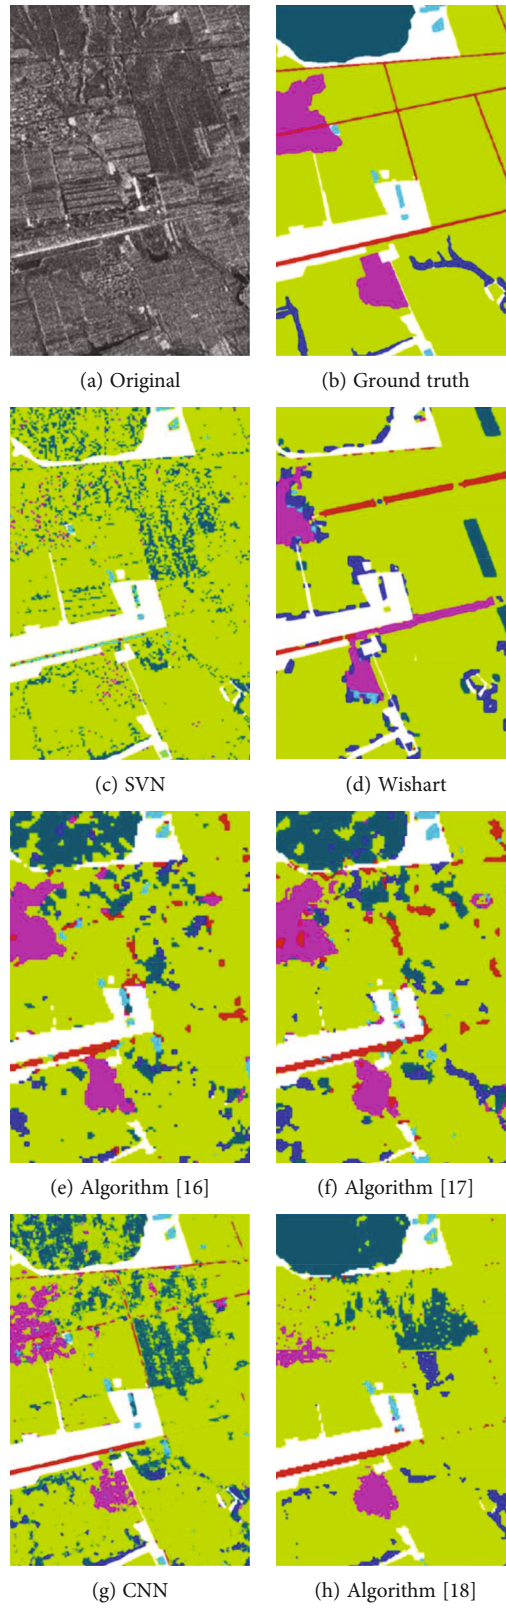 (a) Original
(b) Ground truth
(c) SVN
(d) Wishart
(e) Algorithm [16]
(f) Algorithm [17]
(g) CNN
(h) Algorithm [18]